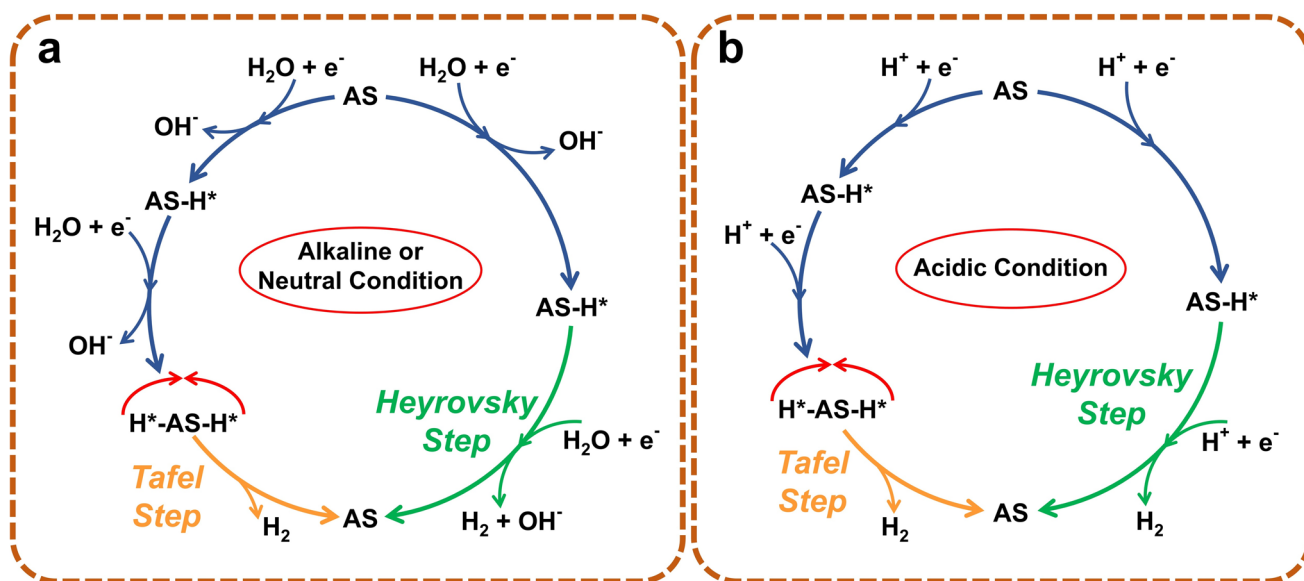 a
H₂O + e⁻
H₂O + e⁻
AS
OH⁻
OH⁻
AS-H*
H₂O + e⁻
Alkaline or
Neutral Condition
AS-H*
OH⁻
H*-AS-H*
Heyrovsky
Step
H₂O + e⁻
Tafel
Step
H₂
AS
H₂ + OH⁻
b
H⁺ + e⁻
H⁺ + e⁻
AS
AS-H*
H⁺ + e⁻
Acidic Condition
AS-H*
H*-AS-H*
Heyrovsky
Step
H⁺ + e⁻
Tafel
Step
H₂
AS
H₂